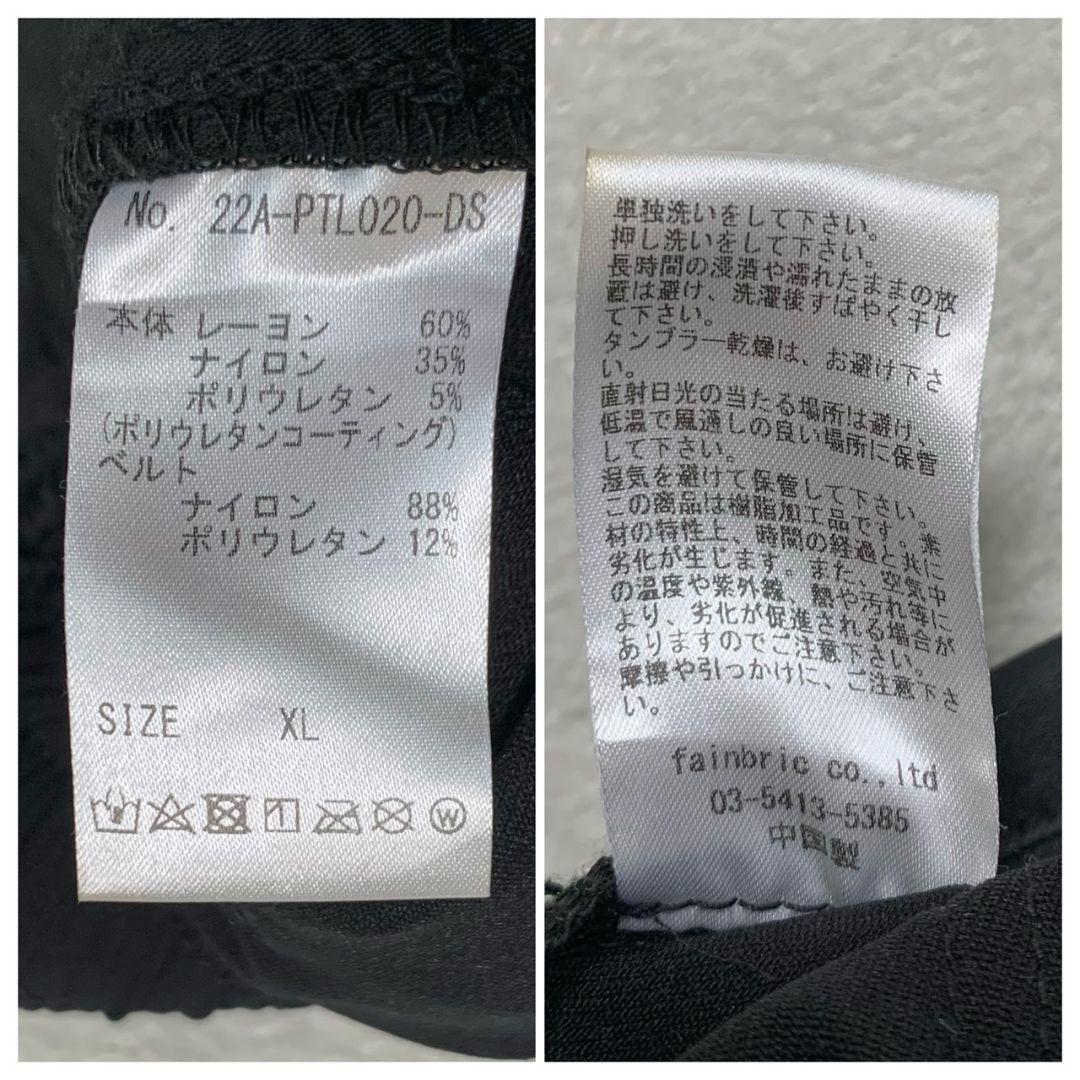 No. 22A-PTL020-DS
本体 レーヨン 60%
ナイロン 35%
ポリウレタン 5%
(ポリウレタンコーティング)
ベルト
ナイロン 88%
ポリウレタン 12%
SIZE XL
W
単独洗いをして下さい。
押し洗いをして下さい。
長時間の浸漬や濡れたままの放
置は避け、洗濯後すばやく干し
て下さい。
タンブラー乾燥は、お避け下さ
い。
直射日光の当たる場所は避け、
低温で風通しの良い場所に保管
して下さい。
湿気を避けて保管して下さい。
この商品は樹脂加工品です。素
材の特性上、時間の経過と共に
劣化が生じます。また、空気中
の温度や紫外線、熱や汚れ等に
より、劣化が促進される場合が
ありますのでご注意下さい。
摩擦や引っかけに、ご注意下さ
い。
fainbric co.,ltd
03-5413-5385
中国製